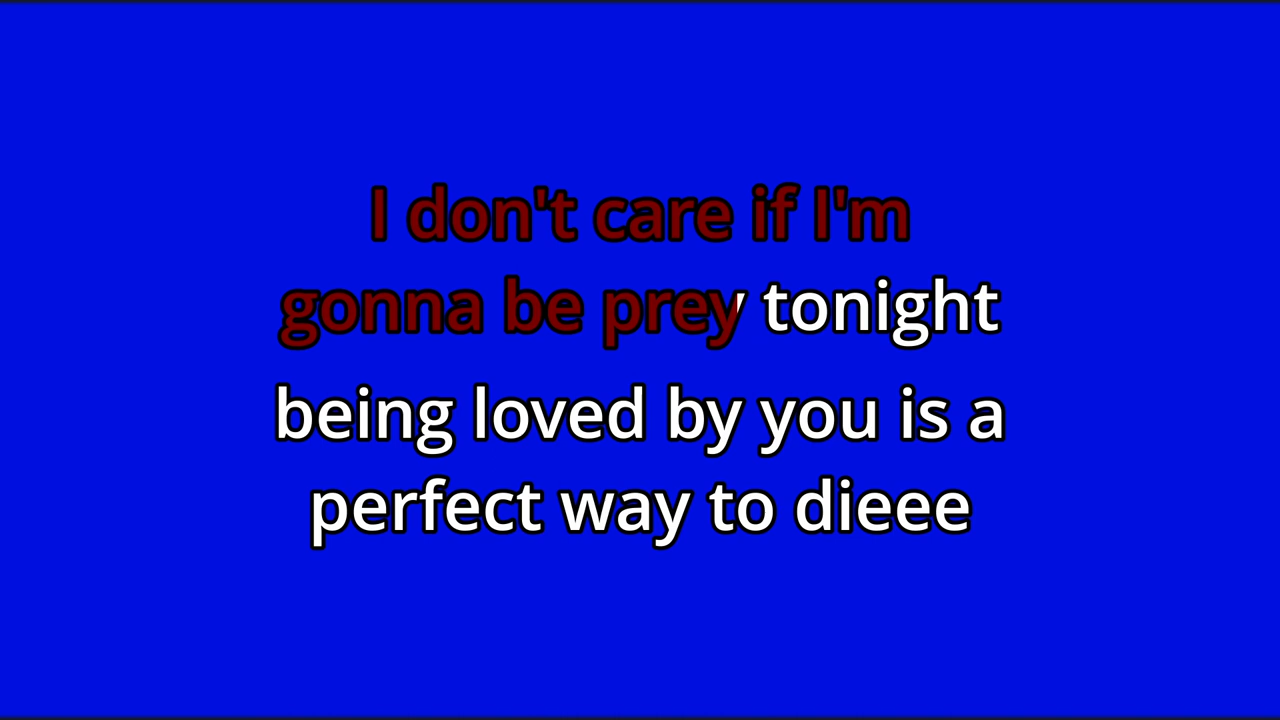 I don't care if I'm
gonna be prey tonight
being loved by you is a
perfect way to dieee